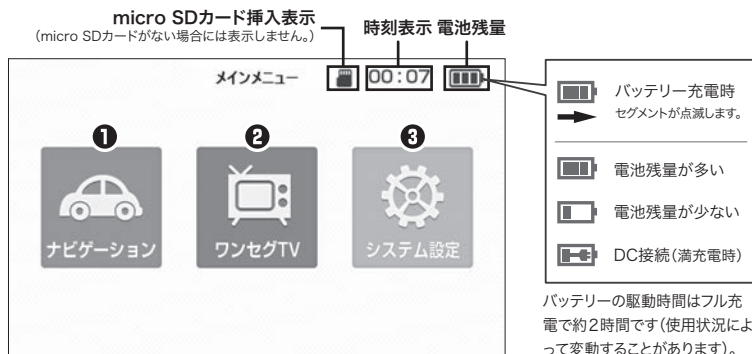 micro SDカード挿入表示
（micro SDカードがない場合には表示しません。）
時刻表示 電池残量
メインメニュー
00:07
❶
❷
❸
ナビゲーション
ワンセグTV
システム設定
バッテリー充電時
セグメントが点滅します。
電池残量が多い
電池残量が少ない
DC接続（満充電時）
バッテリーの駆動時間はフル充
電で約２時間です（使用状況によ
って変動することがあります）。